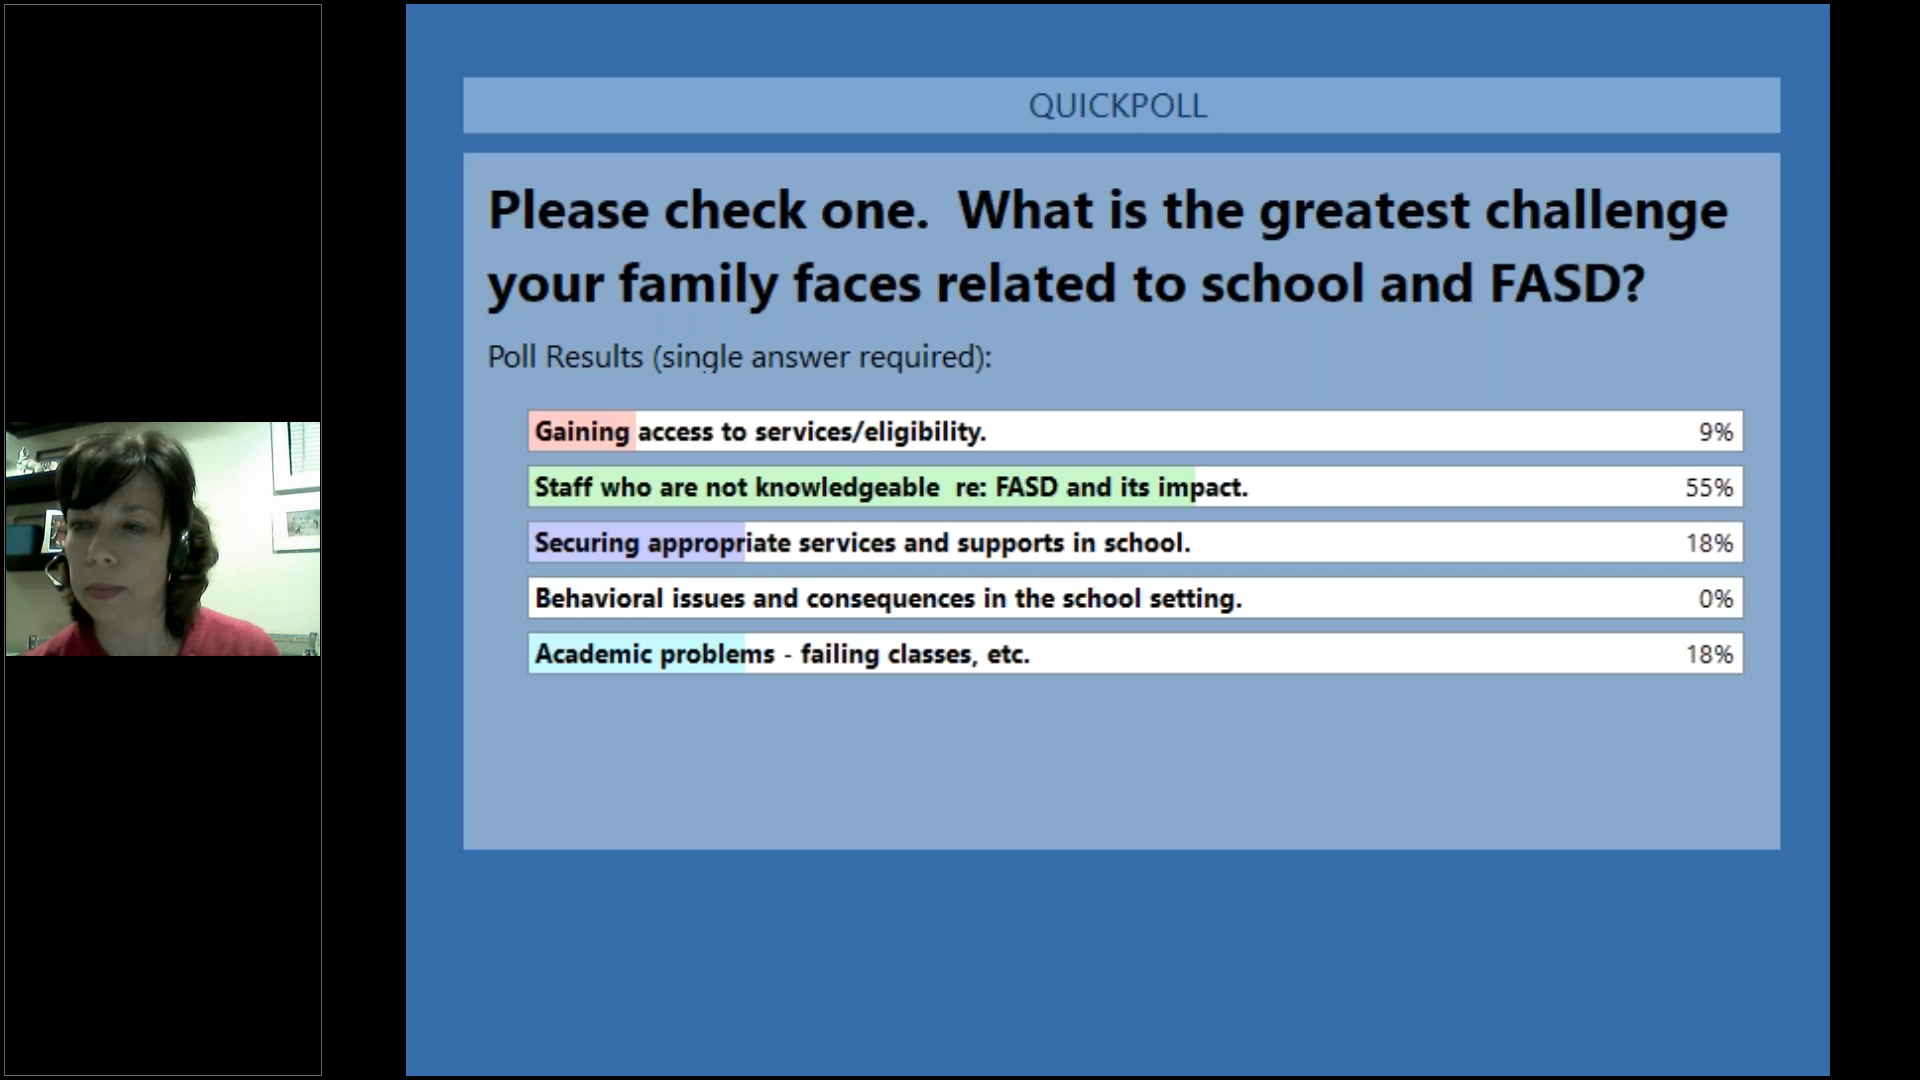 QUICKPOLL
Please check one.  What is the greatest challenge
your family faces related to school and FASD?
Poll Results (single answer required):
Gaining access to services/eligibility. 9%
Staff who are not knowledgeable  re: FASD and its impact. 55%
Securing appropriate services and supports in school. 18%
Behavioral issues and consequences in the school setting. 0%
Academic problems - failing classes, etc. 18%